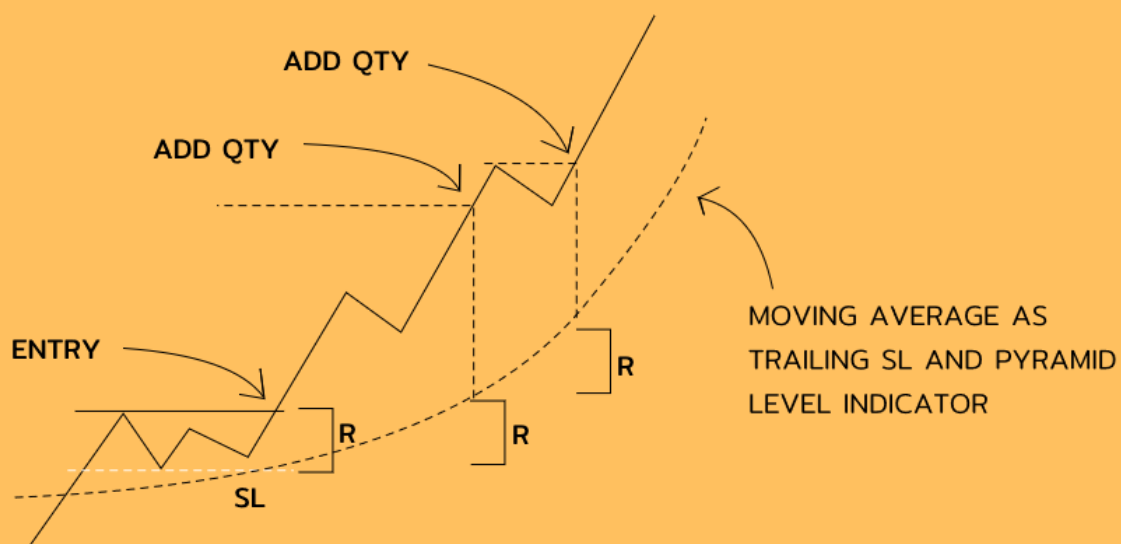 ADD QTY
ADD QTY
ENTRY
R
SL
R
R
MOVING AVERAGE AS
TRAILING SL AND PYRAMID
LEVEL INDICATOR